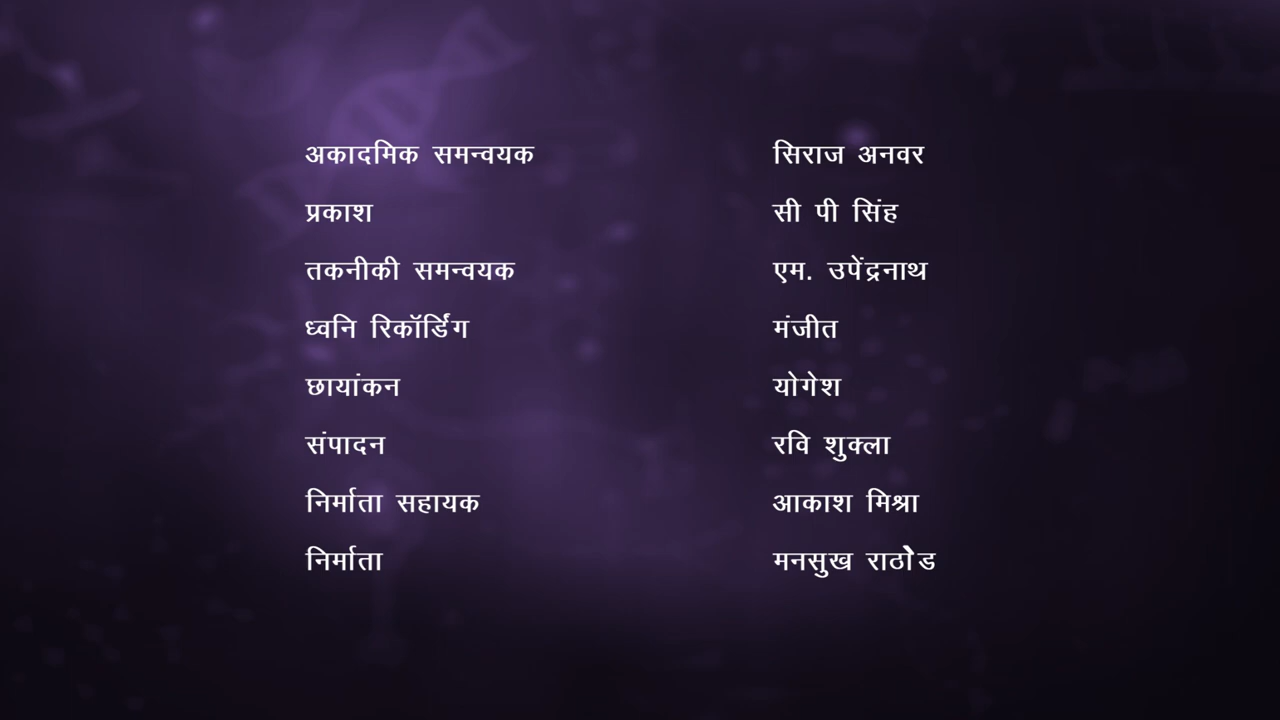 अकादमिक समन्वयक सिराज अनवर
प्रकाश सी पी सिंह
तकनीकी समन्वयक एम. उपेंद्रनाथ
ध्वनि रिकॉर्डिंग मंजीत
छायांकन योगेश
संपादन रवि शुक्ला
निर्माता सहायक आकाश मिश्रा
निर्माता मनसुख राठोड